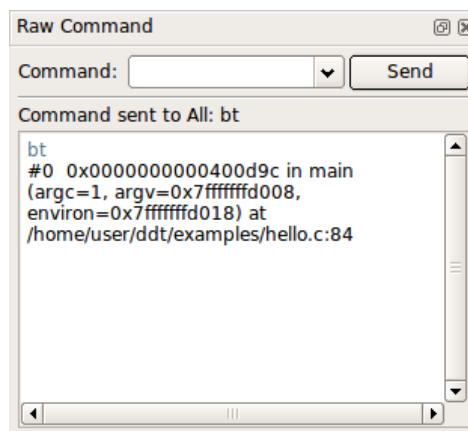 Raw Command
Command:
Send
Command sent to All: bt
bt
#0  0x0000000000400d9c in main
(argc=1, argv=0x7fffffffd008,
environ=0x7fffffffd018) at
/home/user/ddt/examples/hello.c:84